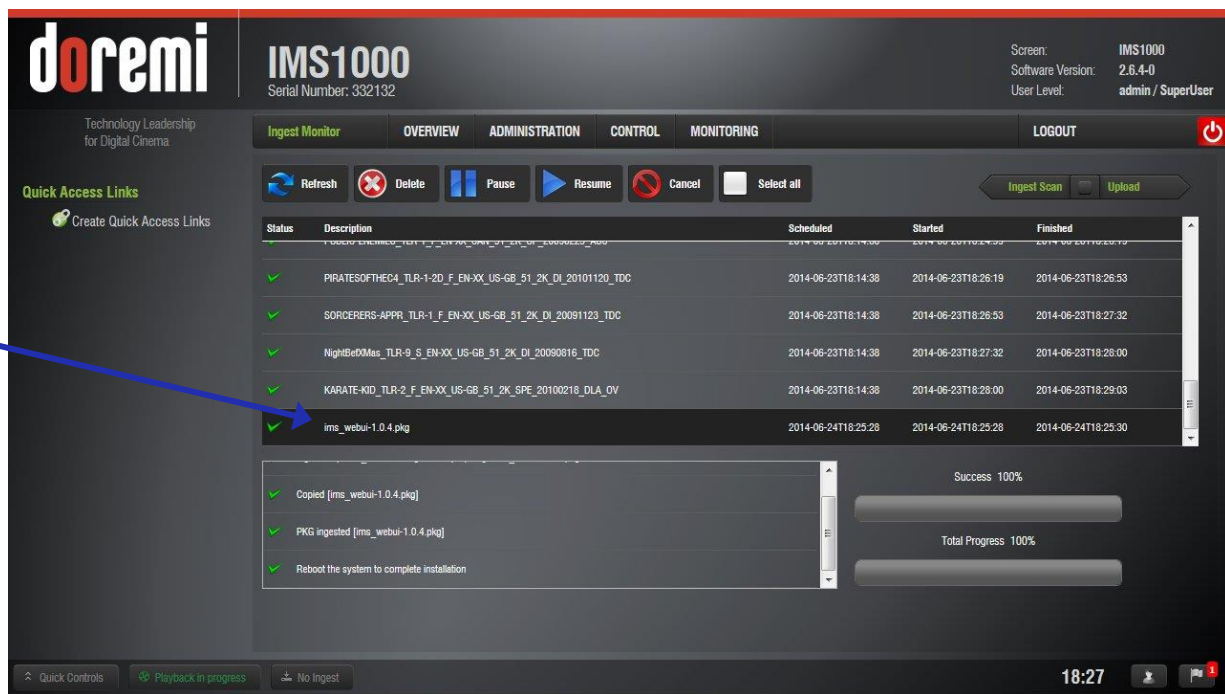 doremi
Technology Leadership
for Digital Cinema
IMS1000
Serial Number: 332132
Screen: IMS1000
Software Version: 2.6.4-0
User Level: admin / SuperUser
Ingest Monitor OVERVIEW ADMINISTRATION CONTROL MONITORING LOGOUT
Quick Access Links
Create Quick Access Links
Refresh Delete Pause Resume Cancel Select all Ingest Scan Upload
Status Description Scheduled Started Finished
PIRATESOFTHEC4_TLR-1-2D_F_EN-XX_US-GB_51_2K_DI_20101120_TDC 2014-06-23T18:14:38 2014-06-23T18:26:19 2014-06-23T18:26:53
SORCERERS-APPR_TLR-1_F_EN-XX_US-GB_51_2K_DI_20091123_TDC 2014-06-23T18:14:38 2014-06-23T18:26:53 2014-06-23T18:27:32
NightBefXMas_TLR-9_S_EN-XX_US-GB_51_2K_DI_20090816_TDC 2014-06-23T18:14:38 2014-06-23T18:27:32 2014-06-23T18:28:00
KARATE-KID_TLR-2_F_EN-XX_US-GB_51_2K_SPE_20100218_DLA_OV 2014-06-23T18:14:38 2014-06-23T18:28:00 2014-06-23T18:29:03
ims_webui-1.0.4.pkg 2014-06-24T18:25:28 2014-06-24T18:25:28 2014-06-24T18:25:30
Copied [ims_webui-1.0.4.pkg]
PKG ingested [ims_webui-1.0.4.pkg]
Reboot the system to complete installation
Success 100%
Total Progress 100%
Quick Controls Playback in progress No Ingest 18:27 1